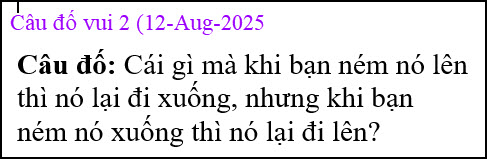 Câu đố vui 2 (12-Aug-2025
Câu đố: Cái gì mà khi bạn ném nó lên
thì nó lại đi xuống, nhưng khi bạn
ném nó xuống thì nó lại đi lên?